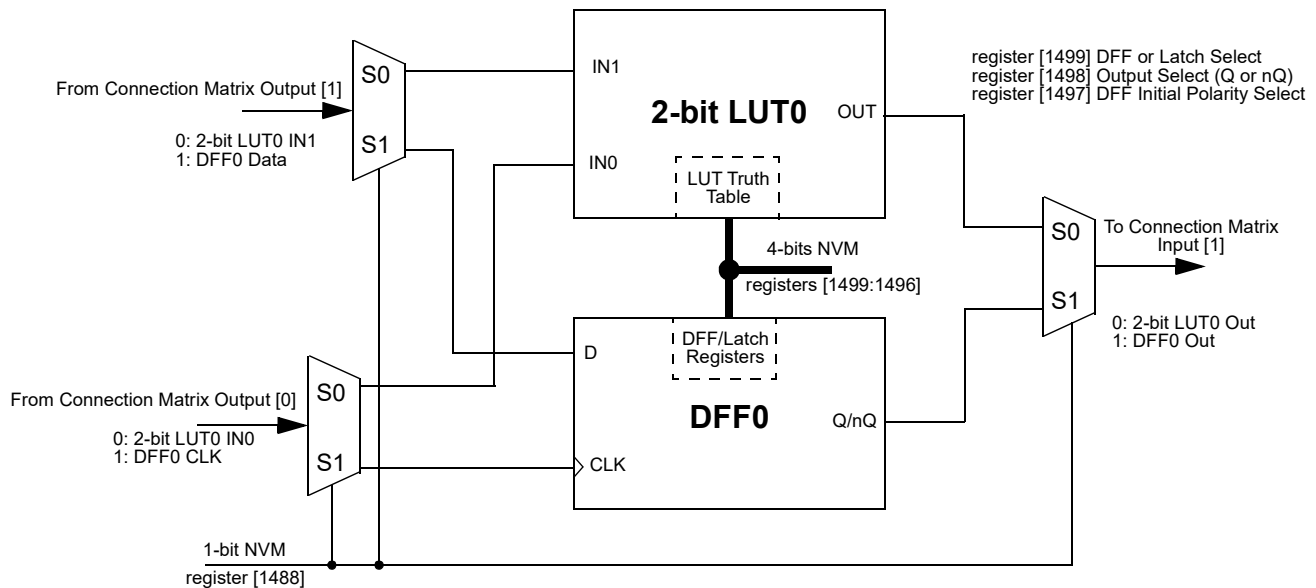 register [1499] DFF or Latch Select
register [1498] Output Select (Q or nQ)
register [1497] DFF Initial Polarity Select
From Connection Matrix Output [1]
0: 2-bit LUT0 IN1
1: DFF0 Data
S0
S1
IN1
IN0
2-bit LUT0
OUT
LUT Truth
Table
4-bits NVM
registers [1499:1496]
S0
S1
To Connection Matrix
Input [1]
0: 2-bit LUT0 Out
1: DFF0 Out
From Connection Matrix Output [0]
0: 2-bit LUT0 IN0
1: DFF0 CLK
S0
S1
D
DFF/Latch
Registers
DFF0
Q/nQ
CLK
1-bit NVM
register [1488]